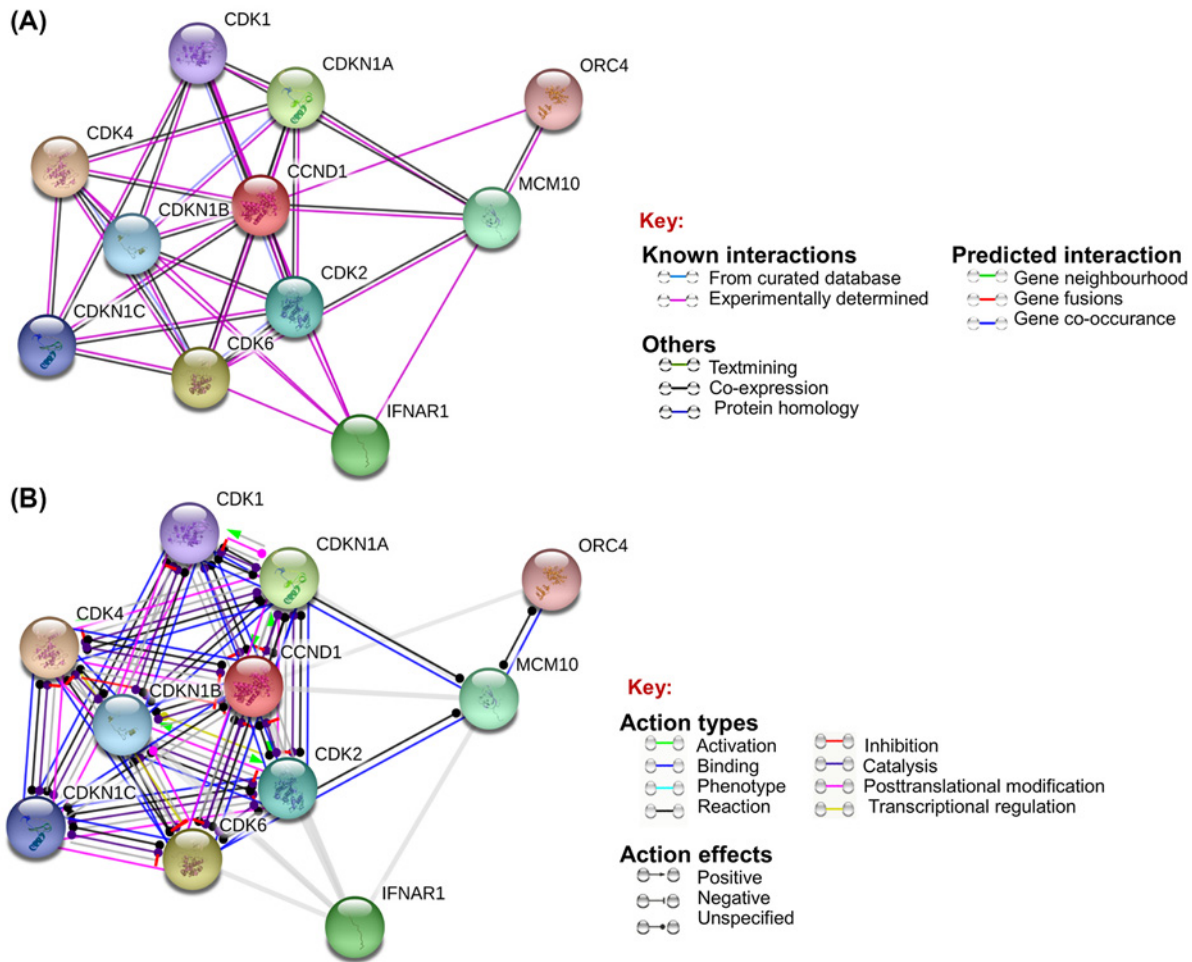 (A)
CDK1
CDKN1A
ORC4
CDK4
CCND1
MCM10
CDKN1B
CDK2
CDKN1C
CDK6
IFNAR1
Key:
Known interactions
From curated database
Experimentally determined
Others
Textmining
Co-expression
Protein homology
Predicted interaction
Gene neighbourhood
Gene fusions
Gene co-occurance
(B)
CDK1
CDKN1A
ORC4
CDK4
CCND1
MCM10
CDKN1B
CDK2
CDKN1C
CDK6
IFNAR1
Key:
Action types
Activation
Binding
Phenotype
Reaction
Inhibition
Catalysis
Posttranslational modification
Transcriptional regulation
Action effects
Positive
Negative
Unspecified